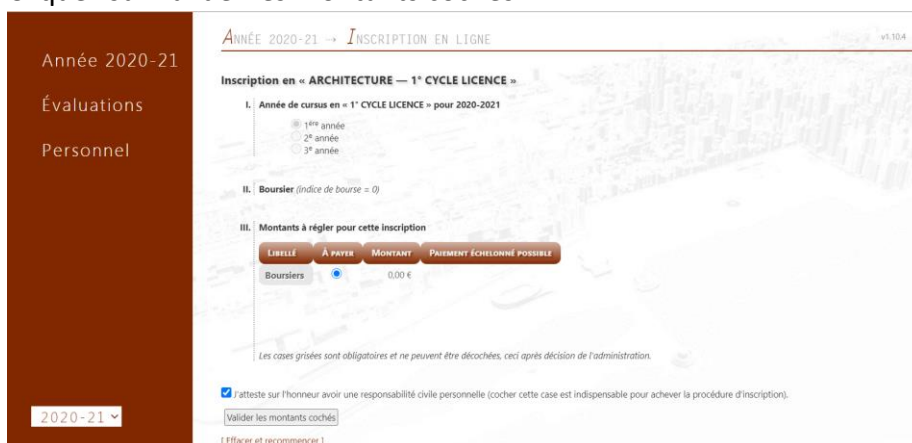 Année 2020-21
Évaluations
Personnel
2020-21
ANNÉE 2020-21 → INSCRIPTION EN LIGNE
v1.10.4
Inscription en « ARCHITECTURE — 1° CYCLE LICENCE »
I. Année de cursus en « 1° CYCLE LICENCE » pour 2020-2021
1ère année
2e année
3e année
II. Boursier (indice de bourse = 0)
III. Montants à régler pour cette inscription
LIBELLÉ À PAYER MONTANT PAIEMENT ÉCHELONNÉ POSSIBLE
Boursiers 0,00 €
Les cases grisées sont obligatoires et ne peuvent être décochées, ceci après décision de l'administration.
J'atteste sur l'honneur avoir une responsabilité civile personnelle (cocher cette case est indispensable pour achever la procédure d'inscription).
Valider les montants cochés
[ Effacer et recommencer ]